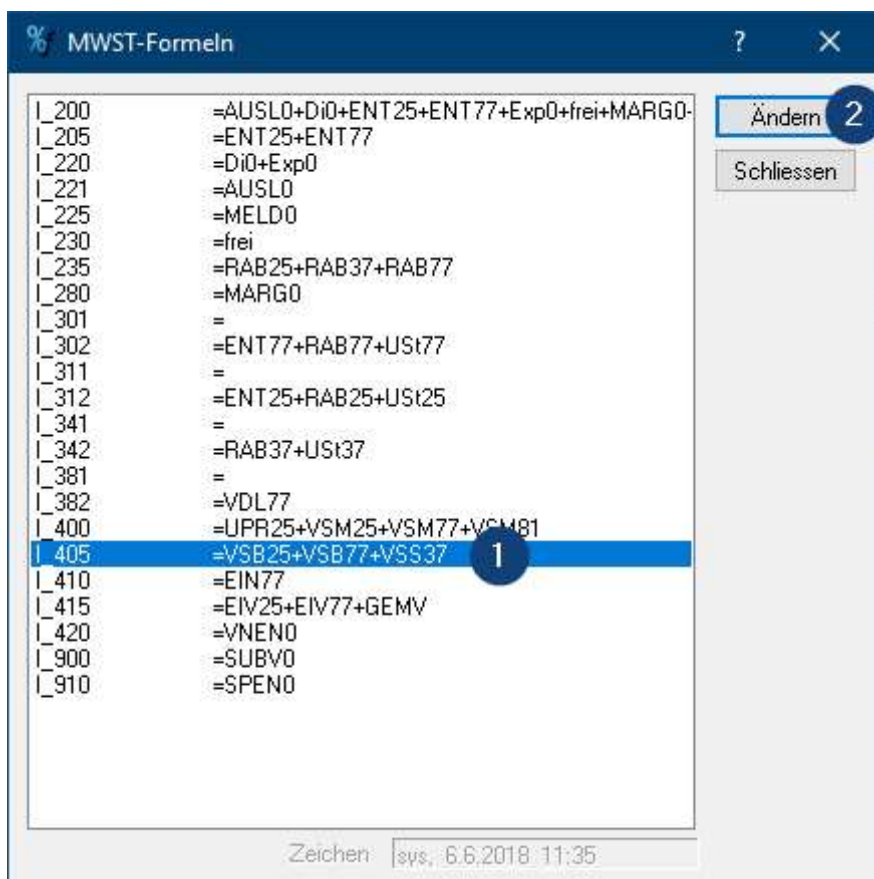 MWST-Formeln ? ×
I_200 =AUSL0+Di0+ENT25+ENT77+Exp0+frei+MARG0-
I_205 =ENT25+ENT77
I_220 =Di0+Exp0
I_221 =AUSL0
I_225 =MELD0
I_230 =frei
I_235 =RAB25+RAB37+RAB77
I_280 =MARG0
I_301 =
I_302 =ENT77+RAB77+USt77
I_311 =
I_312 =ENT25+RAB25+USt25
I_341 =
I_342 =RAB37+USt37
I_381 =
I_382 =VDL77
I_400 =UPR25+VSM25+VSM77+VSM81
I_405 =VSB25+VSB77+VSS37 1
I_410 =EIN77
I_415 =EIV25+EIV77+GEMV
I_420 =VNEN0
I_900 =SUBV0
I_910 =SPEN0
Ändern 2
Schliessen
Zeichen sys, 6.6.2018 11:35